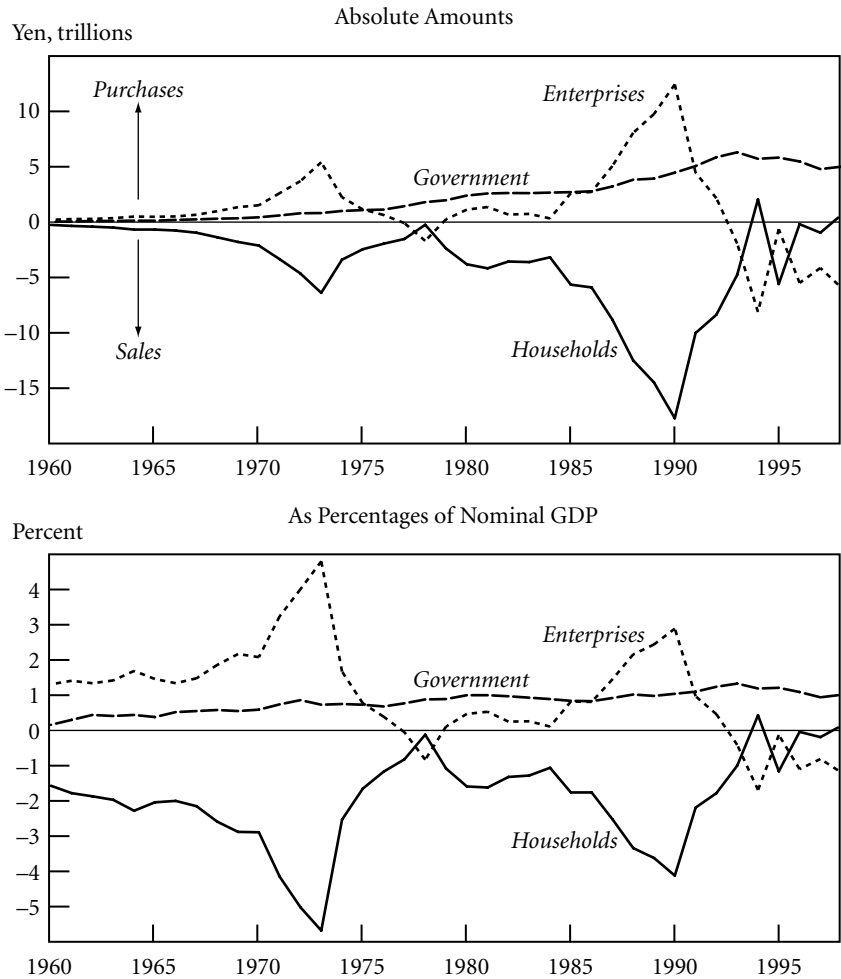 Absolute Amounts
Yen, trillions
Purchases
Enterprises
10
5
Government
0
–5
–10
Sales
Households
–15
1960 1965 1970 1975 1980 1985 1990 1995
As Percentages of Nominal GDP
Percent
4
3
Enterprises
2
Government
1
0
–1
–2
–3
Households
–4
–5
1960 1965 1970 1975 1980 1985 1990 1995